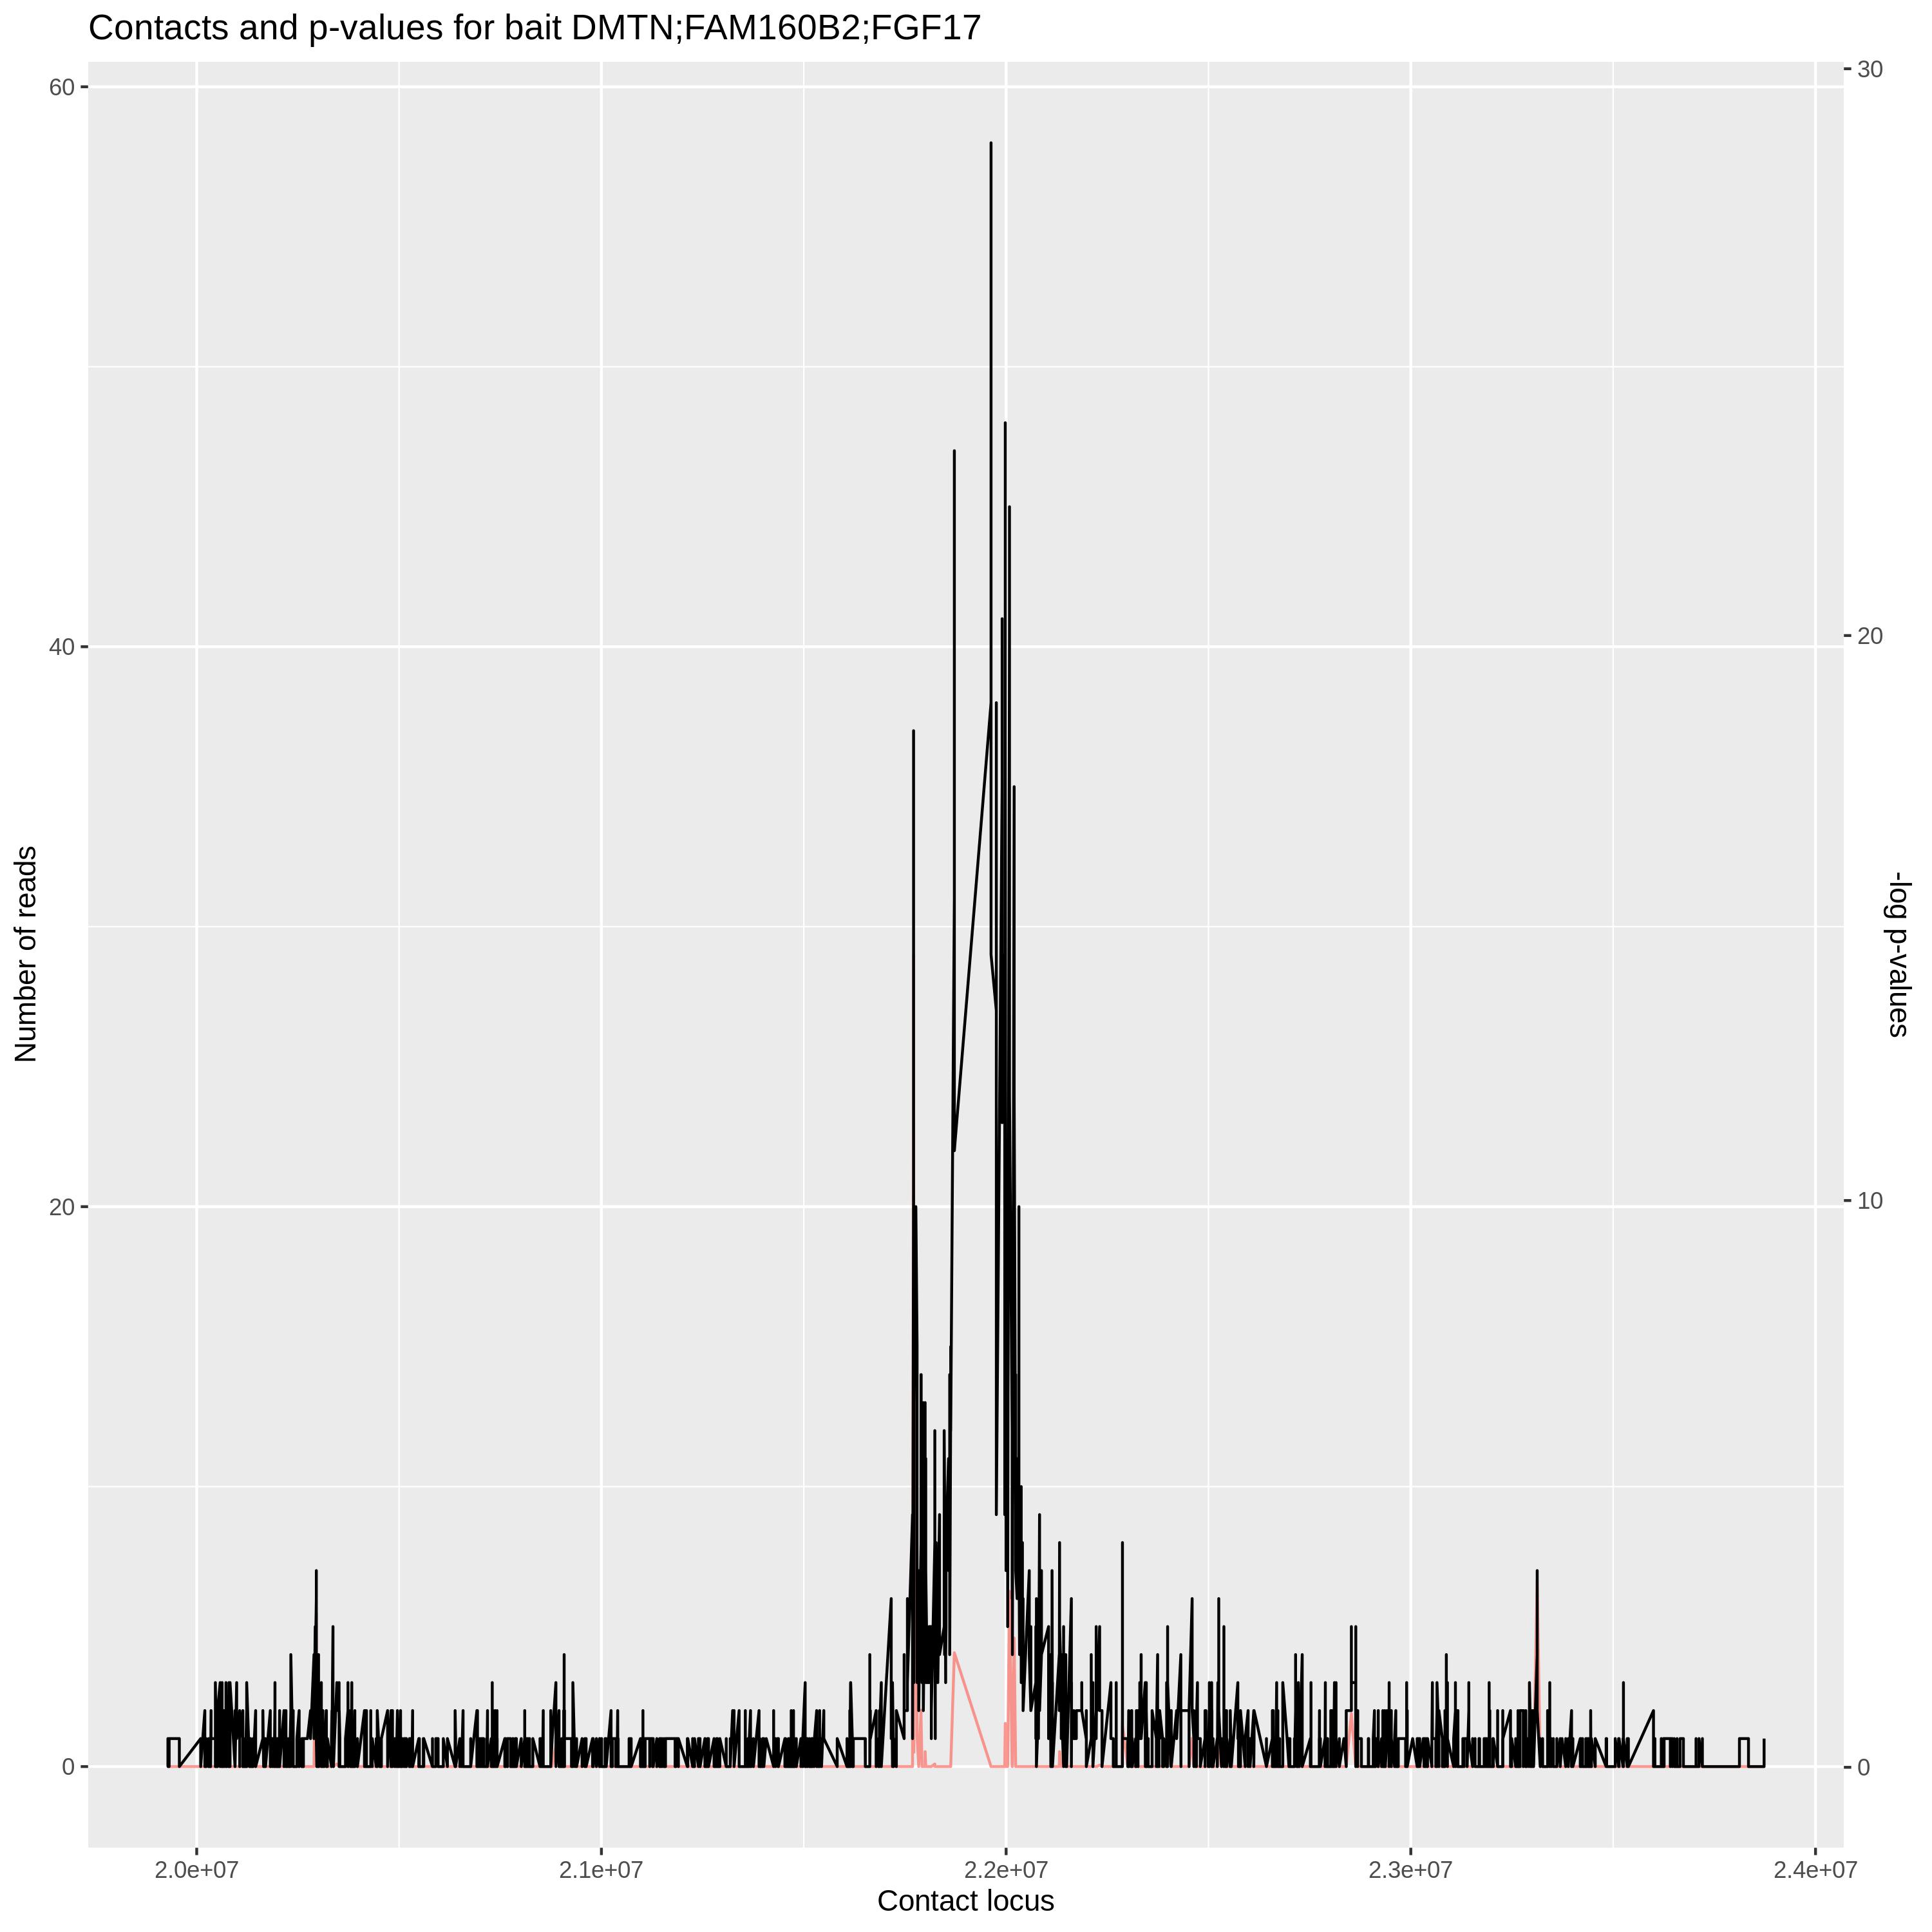 Contacts and p-values for bait DMTN;FAM160B2;FGF17
60
40
20
0
Number of reads
30
20
10
0
-log p-values
2.0e+07
2.1e+07
2.2e+07
2.3e+07
2.4e+07
Contact locus